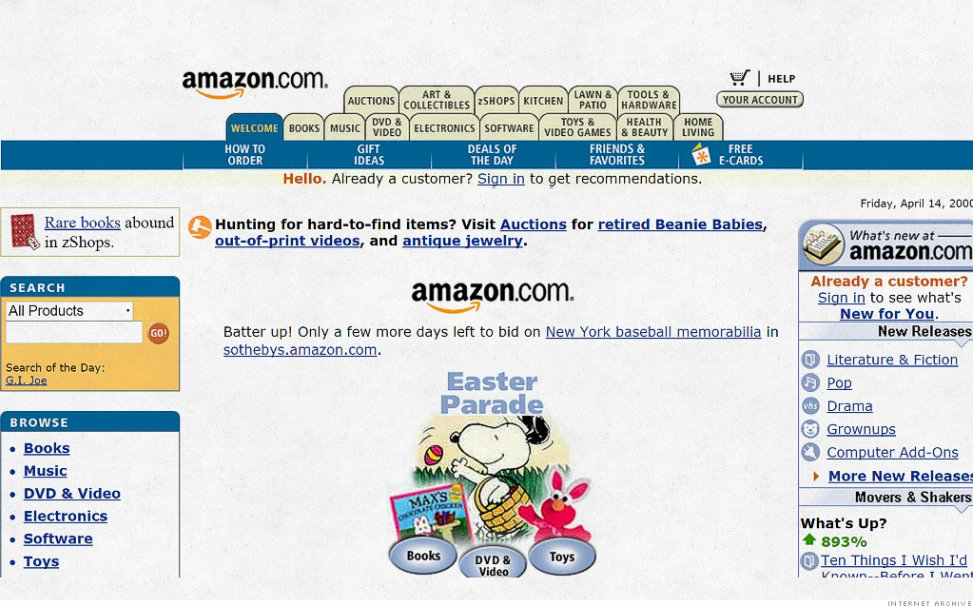 amazon.com.
HELP
YOUR ACCOUNT
AUCTIONS
ART &
COLLECTIBLES
zSHOPS
KITCHEN
LAWN &
PATIO
TOOLS &
HARDWARE
WELCOME
BOOKS
MUSIC
DVD &
VIDEO
ELECTRONICS
SOFTWARE
TOYS &
VIDEO GAMES
HEALTH
& BEAUTY
HOME
LIVING
HOW TO
ORDER
GIFT
IDEAS
DEALS OF
THE DAY
FRIENDS &
FAVORITES
FREE
E-CARDS
Hello. Already a customer? Sign in to get recommendations.
Rare books abound
in zShops.
SEARCH
All Products
GO!
Search of the Day:
G.I. Joe
BROWSE
Books
Music
DVD & Video
Electronics
Software
Toys
Hunting for hard-to-find items? Visit Auctions for retired Beanie Babies,
out-of-print videos, and antique jewelry.
amazon.com.
Batter up! Only a few more days left to bid on New York baseball memorabilia in
sothebys.amazon.com.
Easter
Parade
MAX'S
CHOCOLATE CHICKEN
Books
DVD &
Video
Toys
Friday, April 14, 2000
What's new at
amazon.com
Already a customer?
Sign in to see what's
New for You.
New Releases
Literature & Fiction
Pop
vhs
Drama
Grownups
Computer Add-Ons
More New Releases
Movers & Shakers
What's Up?
893%
Ten Things I Wish I'd
Known--Before I Went
INTERNET ARCHIVE